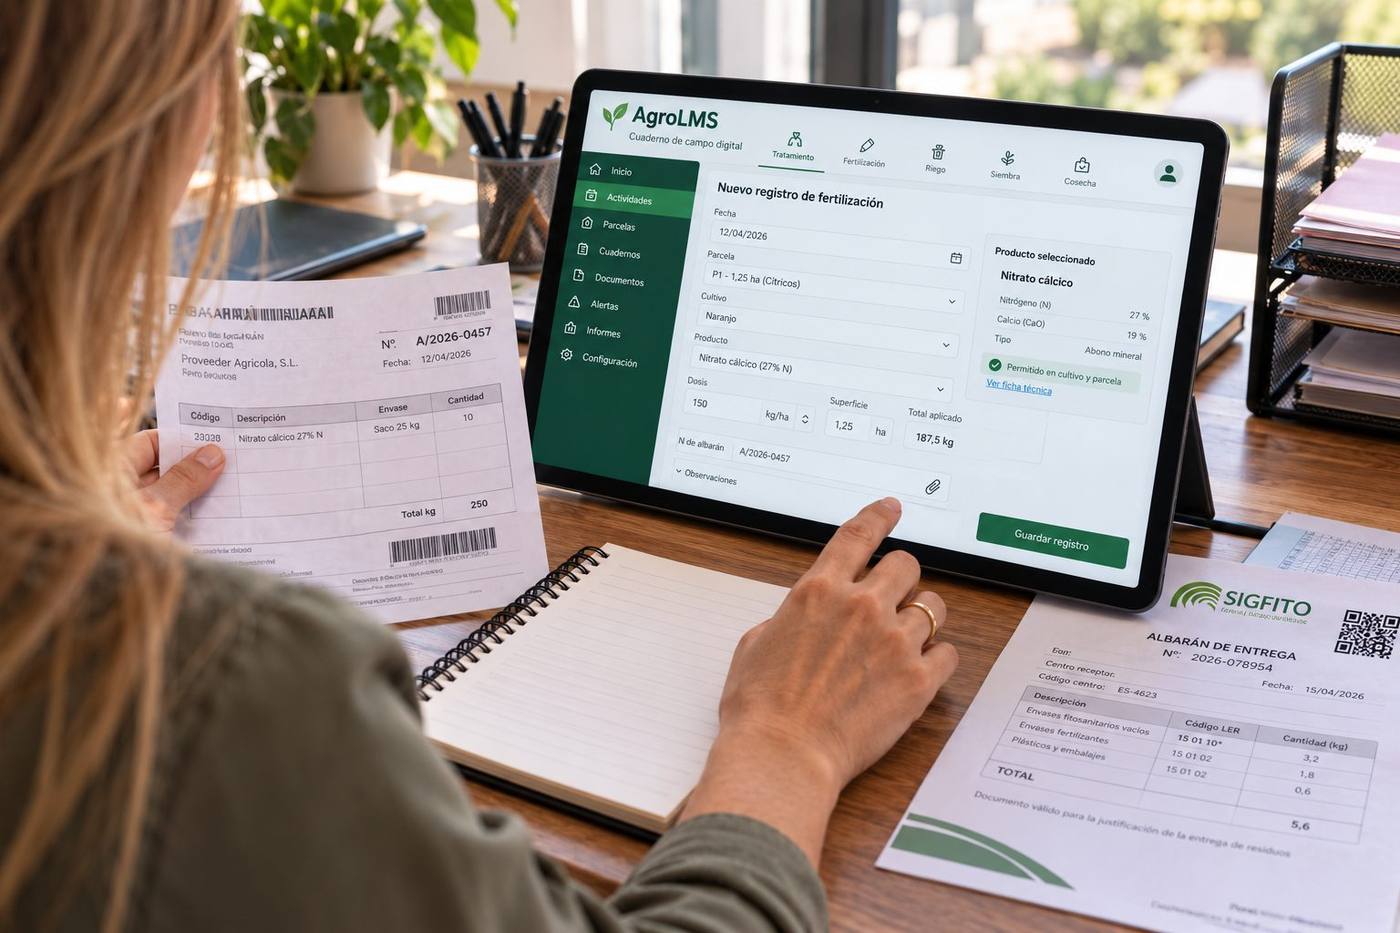 AgroLMS
Cuaderno de campo digital
Tratamiento
Fertilización
Riego
Siembra
Cosecha
Inicio
Actividades
Parcelas
Cuadernos
Documentos
Alertas
Informes
Configuración
Nuevo registro de fertilización
Fecha
12/04/2026
Parcela
P1 - 1,25 ha (Cítricos)
Cultivo
Naranjo
Producto
Nitrato cálcico (27% N)
Dosis
150 kg/ha
Superficie
1,25 ha
Total aplicado
187,5 kg
N de albarán A/2026-0457
Observaciones
Producto seleccionado
Nitrato cálcico
Nitrógeno (N) 27 %
Calcio (CaO) 19 %
Tipo Abono mineral
Permitido en cultivo y parcela
Ver ficha técnica
Guardar registro
Proveeder Agricola, S.L.
Nº. A/2026-0457
Fecha: 12/04/2026
Código Descripción Envase Cantidad
Nitrato cálcico 27% N Saco 25 kg 10
Total kg 250
SIGFITO
ALBARÁN DE ENTREGA
Nº: 2026-078954
Fecha: 15/04/2026
Centro receptor:
Código centro: ES-4623
Descripción Código LER Cantidad (kg)
Envases fitosanitarios vacíos 15 01 10* 3,2
Envases fertilizantes 15 01 02 1,8
Plásticos y embalajes 15 01 02 0,6
TOTAL 5,6
Documento válido para la justificación de la entrega de residuos